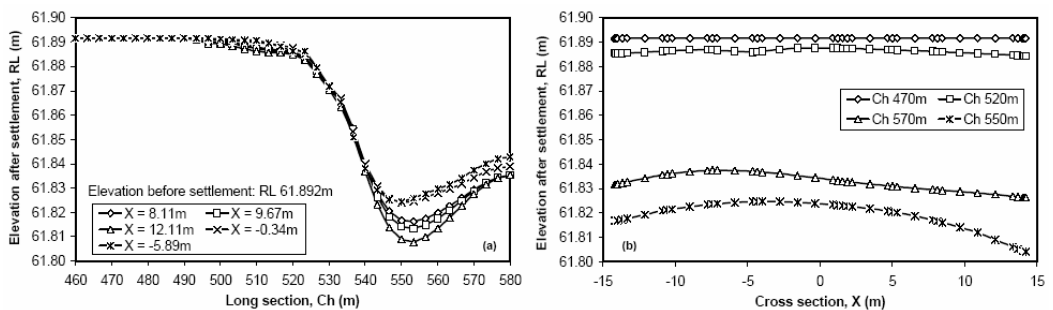 Elevation after settlement, RL (m)
61.90
61.89
61.88
61.87
61.86
61.85
61.84
61.83
61.82
61.81
61.80
Elevation before settlement: RL 61.892m
X = 8.11m
X = 9.67m
X = 12.11m
X = -0.34m
X = -5.89m
(a)
460 470 480 490 500 510 520 530 540 550 560 570 580
Long section, Ch (m)
Elevation after settlement, RL (m)
61.90
61.89
61.88
61.87
61.86
61.85
61.84
61.83
61.82
61.81
61.80
Ch 470m
Ch 520m
Ch 570m
Ch 550m
(b)
-15 -10 -5 0 5 10 15
Cross section, X (m)